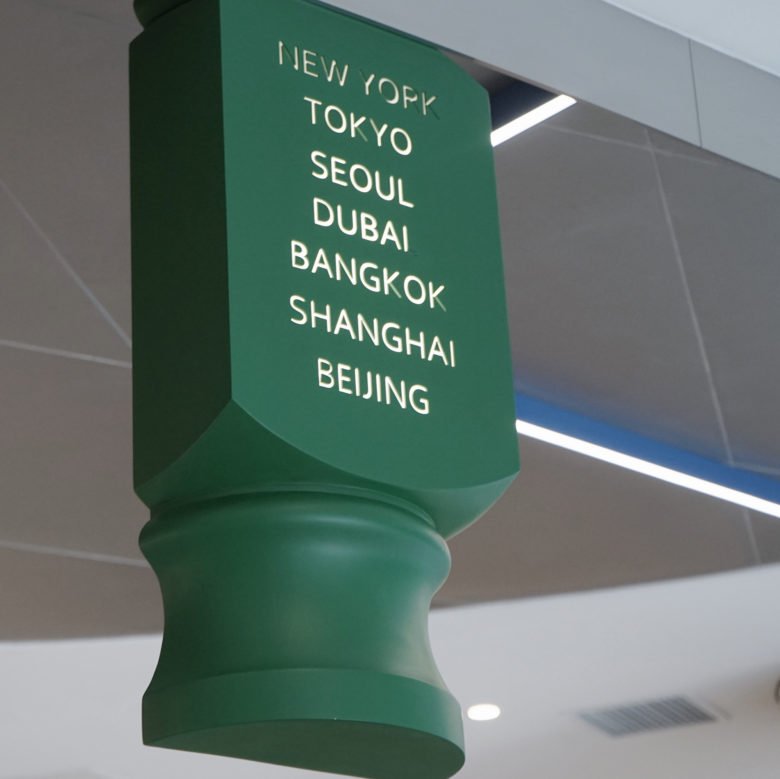 NEW YORK
TOKYO
SEOUL
DUBAI
BANGKOK
SHANGHAI
BEIJING